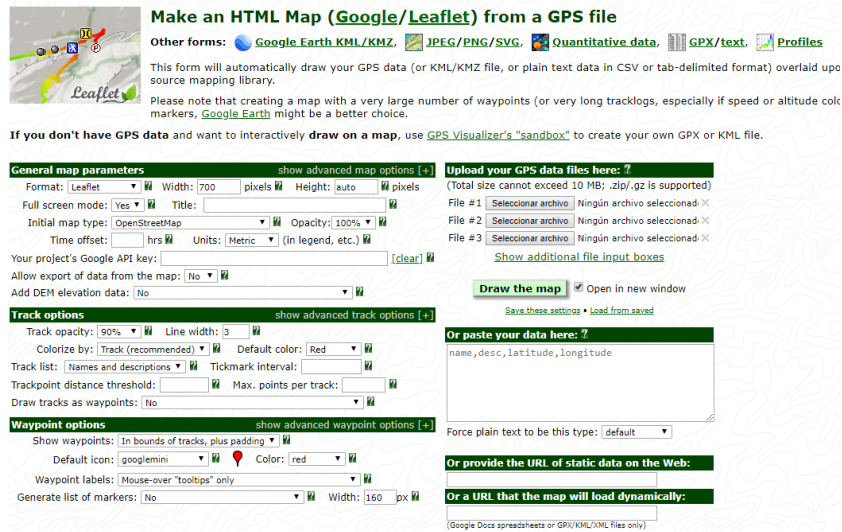 Make an HTML Map (Google/Leaflet) from a GPS file
Other forms: Google Earth KML/KMZ, JPEG/PNG/SVG, Quantitative data, GPX/text, Profiles
This form will automatically draw your GPS data (or KML/KMZ file, or plain text data in CSV or tab-delimited format) overlaid upo
source mapping library.
Leaflet
Please note that creating a map with a very large number of waypoints (or very long tracklogs, especially if speed or altitude colo
markers, Google Earth might be a better choice.
If you don't have GPS data and want to interactively draw on a map, use GPS Visualizer's "sandbox" to create your own GPX or KML file.
General map parameters show advanced map options [+]
Format: Leaflet Width: 700 pixels Height: auto pixels
Full screen mode: Yes Title:
Initial map type: OpenStreetMap Opacity: 100%
Time offset: hrs Units: Metric (in legend, etc.)
Your project's Google API key: [clear]
Allow export of data from the map: No
Add DEM elevation data: No
Track options show advanced track options [+]
Track opacity: 90% Line width: 3
Colorize by: Track (recommended) Default color: Red
Track list: Names and descriptions Tickmark interval:
Trackpoint distance threshold: Max. points per track:
Draw tracks as waypoints: No
Waypoint options show advanced waypoint options [+]
Show waypoints: In bounds of tracks, plus padding
Default icon: googlemini Color: red
Waypoint labels: Mouse-over "tooltips" only
Generate list of markers: No Width: 160 px
Upload your GPS data files here: ?
(Total size cannot exceed 10 MB; .zip/.gz is supported)
File #1 Seleccionar archivo Ningún archivo seleccionad
File #2 Seleccionar archivo Ningún archivo seleccionad
File #3 Seleccionar archivo Ningún archivo seleccionad
Show additional file input boxes
Draw the map Open in new window
Save these settings • Load from saved
Or paste your data here: ?
name,desc,latitude,longitude
Force plain text to be this type: default
Or provide the URL of static data on the Web:
Or a URL that the map will load dynamically:
(Google Docs spreadsheets or GPX/KML/XML files only)